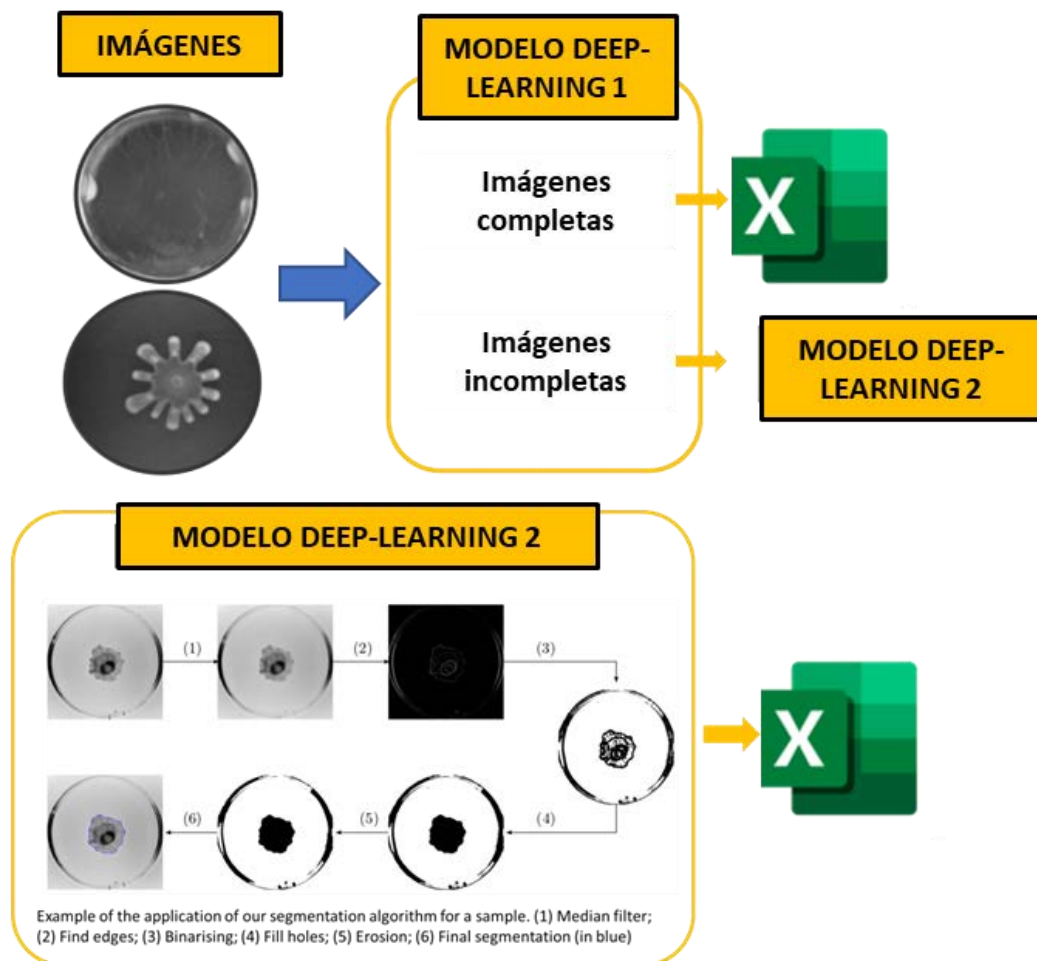 IMÁGENES
MODELO DEEP-
LEARNING 1
Imágenes
completas
X
Imágenes
incompletas
MODELO DEEP-
LEARNING 2
MODELO DEEP-LEARNING 2
(1)
(2)
(3)
X
(6)
(5)
(4)
Example of the application of our segmentation algorithm for a sample. (1) Median filter;
(2) Find edges; (3) Binarising; (4) Fill holes; (5) Erosion; (6) Final segmentation (in blue)